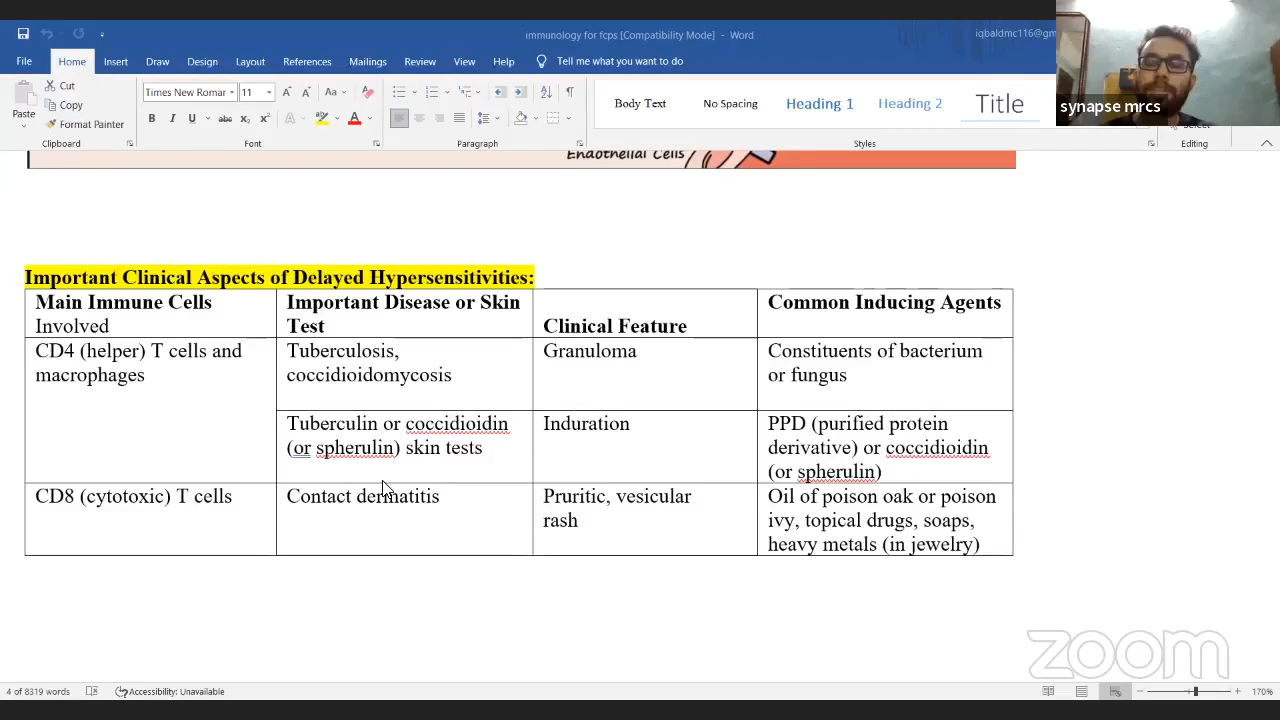 immunology for fcps [Compatibility Mode] - Word
iqbaldmc116@gm
File Home Insert Draw Design Layout References Mailings Review View Help Tell me what you want to do
Paste
Cut
Copy
Format Painter
Clipboard
Times New Romar 11
Font
Paragraph
Body Text No Spacing Heading 1 Heading 2 Title
Styles
Select
Editing
synapse mrcs
Endothelial Cells
Important Clinical Aspects of Delayed Hypersensitivities:
Main Immune Cells
Involved
Important Disease or Skin
Test
Clinical Feature
Common Inducing Agents
CD4 (helper) T cells and
macrophages
Tuberculosis,
coccidioidomycosis
Granuloma
Constituents of bacterium
or fungus
Tuberculin or coccidioidin
(or spherulin) skin tests
Induration
PPD (purified protein
derivative) or coccidioidin
(or spherulin)
CD8 (cytotoxic) T cells
Contact dermatitis
Pruritic, vesicular
rash
Oil of poison oak or poison
ivy, topical drugs, soaps,
heavy metals (in jewelry)
zoom
4 of 8319 words Accessibility: Unavailable 170%